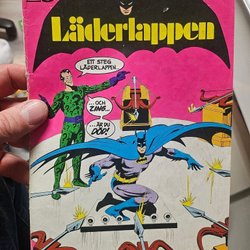 Läderlappen
ETT STEG
LÄDERLAPPEN
...OCH
ZING...
...ÄR DU
DÖD!